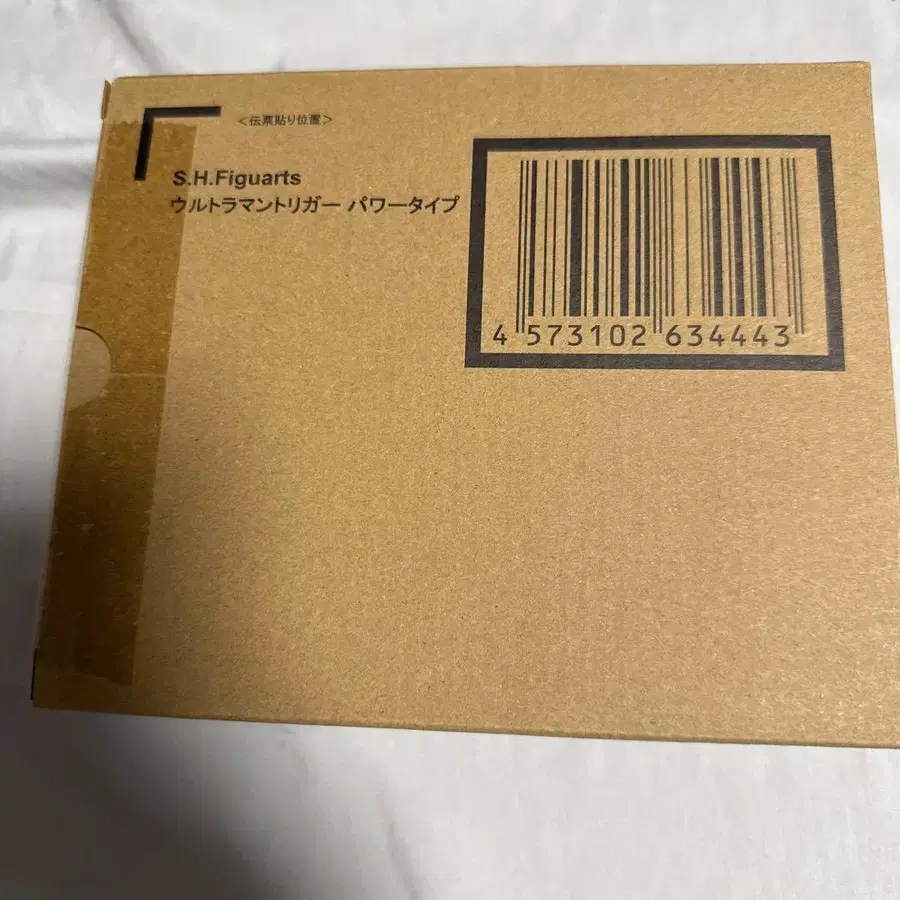 ＜伝票貼り位置＞
S.H.Figuarts
ウルトラマントリガー パワータイプ
4 573102 634443